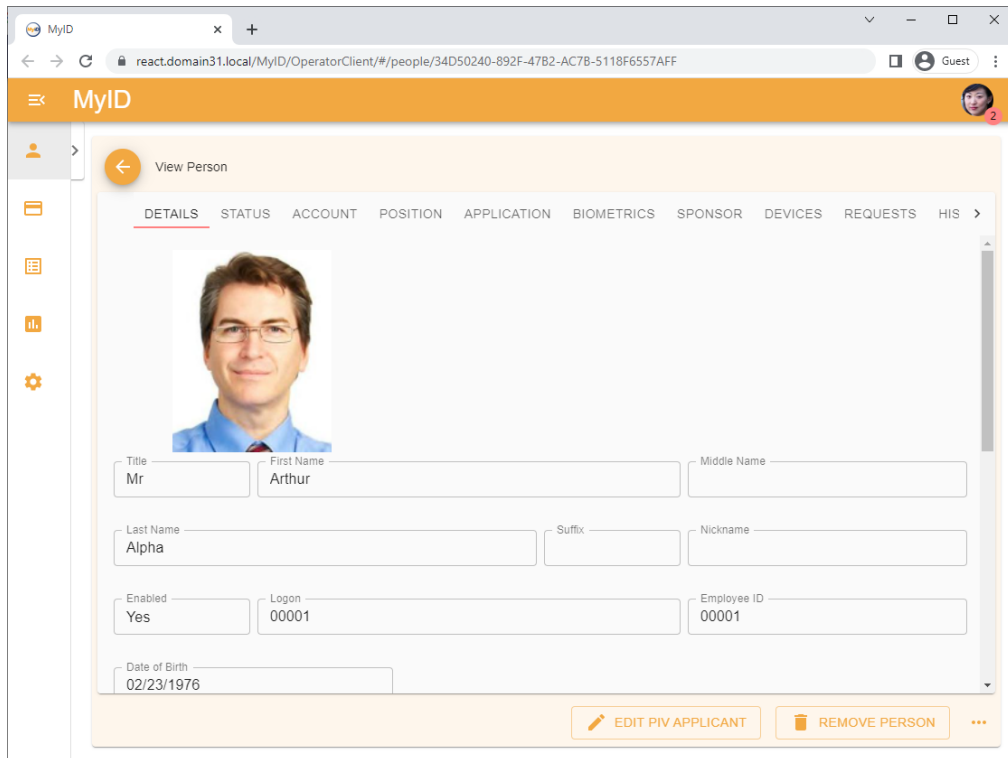 MyID
react.domain31.local/MyID/OperatorClient/#/people/34D50240-892F-47B2-AC7B-5118F6557AFF
Guest
MyID
2
View Person
DETAILS STATUS ACCOUNT POSITION APPLICATION BIOMETRICS SPONSOR DEVICES REQUESTS HIS
Title First Name Middle Name
Mr Arthur
Last Name Suffix Nickname
Alpha
Enabled Logon Employee ID
Yes 00001 00001
Date of Birth
02/23/1976
EDIT PIV APPLICANT REMOVE PERSON